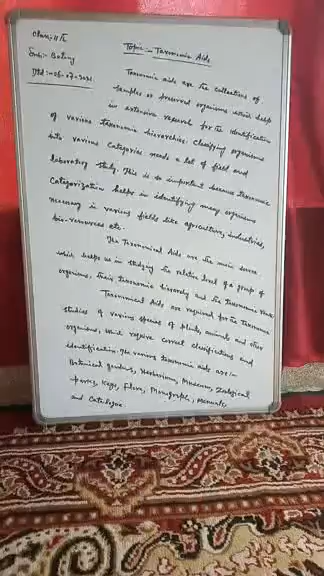 Class:- 11th
Sub:- Botany
Dtd:- 06-07-2021
Topic:- Taxonomic Aids
Taxonomic aids are the collections of
samples or preserved organisms which help
in extensive research for the identification
of various taxonomic hierarchies. Classifying organisms
into various categories needs a lot of field and
laboratory study. This is so important because taxonomic
Categorization helps in identifying many organisms
necessary in various fields like agriculture, industries,
bio-resources etc.
The Taxonomical Aids are the main source
which helps us in studying the relative level of a group of
organisms, their taxonomic hierarchy and the taxonomic
Taxonomical Aids are required for the taxonomic
studies of various species of plants, animals and other
organisms, which require correct classifications and
identification. The various taxonomic aids are:-
Botanical gardens, Herbarium, Museum, Zoological
parks, Keys, Flora, Monographs, Manuals,
and Catalogue